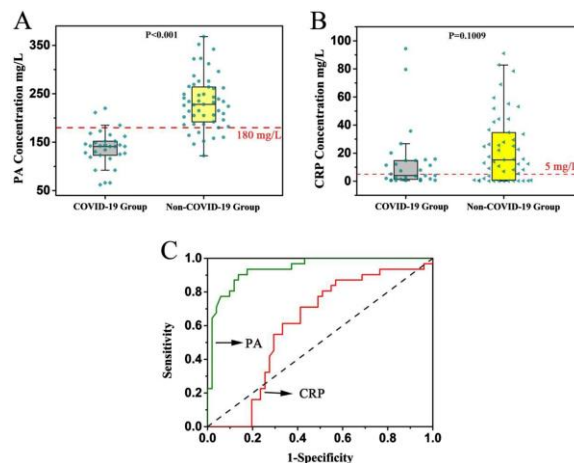 A
P<0.001
350
250
150
50
PA Concentration mg/L
180 mg/L
COVID-19 Group
Non-COVID-19 Group
B
P=0.1009
100
80
60
40
20
0
CRP Concentration mg/L
5 mg/L
COVID-19 Group
Non-COVID-19 Group
C
1.0
0.8
0.6
0.4
0.2
0.0
Sensitivity
PA
CRP
0.0 0.2 0.4 0.6 0.8 1.0
1-Specificity